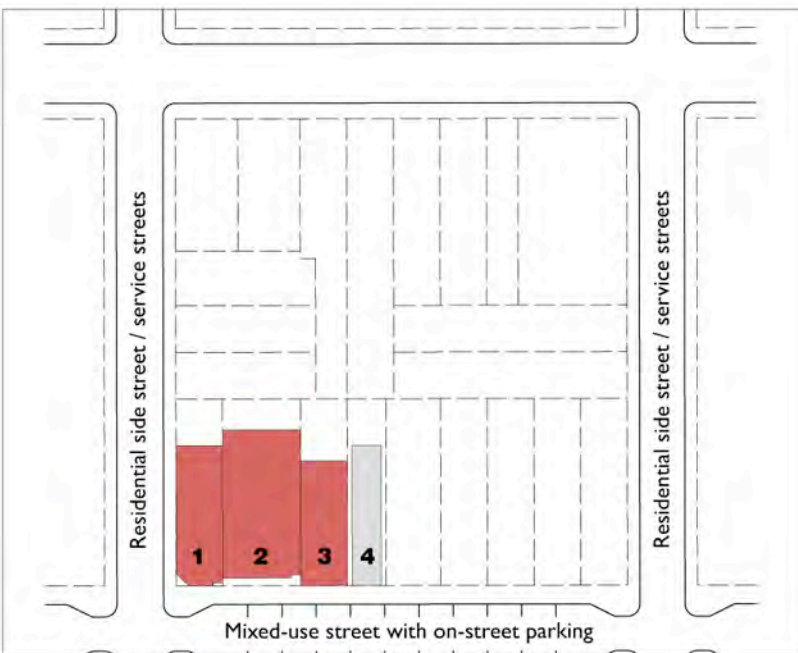 Residential side street / service streets
Residential side street / service streets
1 2 3 4
Mixed-use street with on-street parking